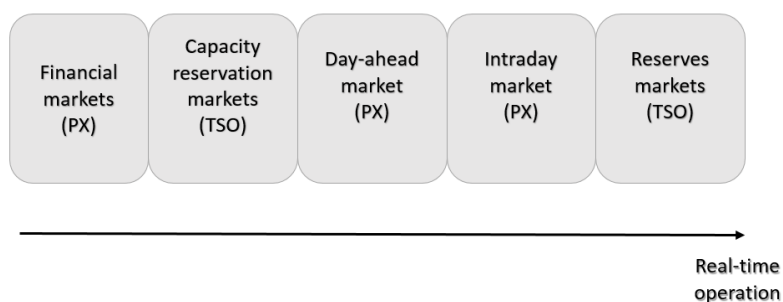 Financial
markets
(PX)
Capacity
reservation
markets
(TSO)
Day-ahead
market
(PX)
Intraday
market
(PX)
Reserves
markets
(TSO)
Real-time
operation